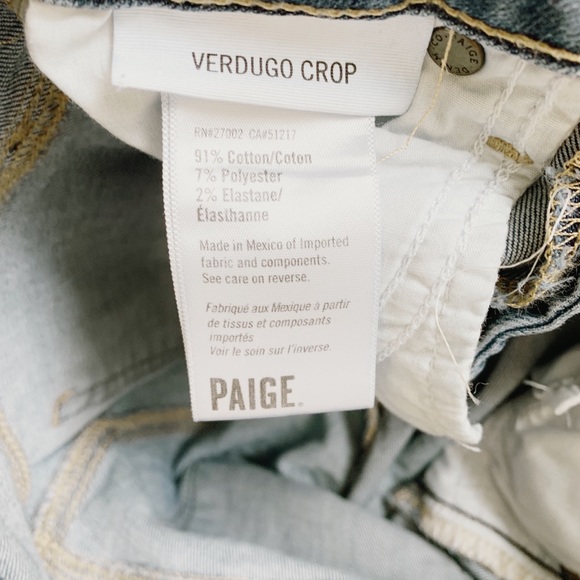 VERDUGO CROP
PAIGE
RN#27002 CA#51217
91% Cotton/Coton
7% Polyester
2% Elastane/
Élasthanne
Made in Mexico of Imported
fabric and components.
See care on reverse.
Fabriqué aux Mexique à partir
de tissus et composants
importés
Voir le soin sur l'inverse.
PAIGE.